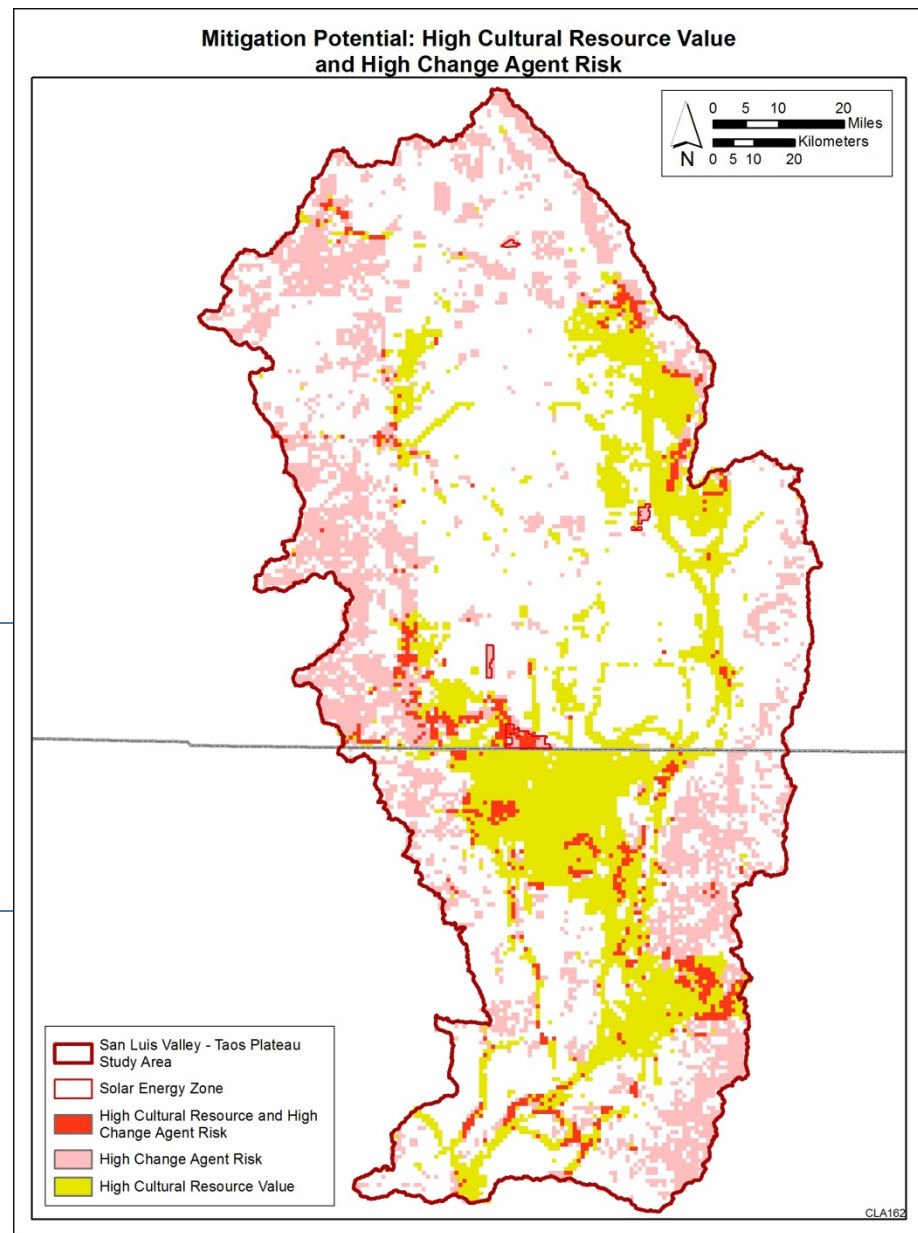 Mitigation Potential: High Cultural Resource Value
and High Change Agent Risk
0 5 10 20
Miles
Kilometers
0 5 10 20
N
San Luis Valley - Taos Plateau
Study Area
Solar Energy Zone
High Cultural Resource and High
Change Agent Risk
High Change Agent Risk
High Cultural Resource Value
CLA162